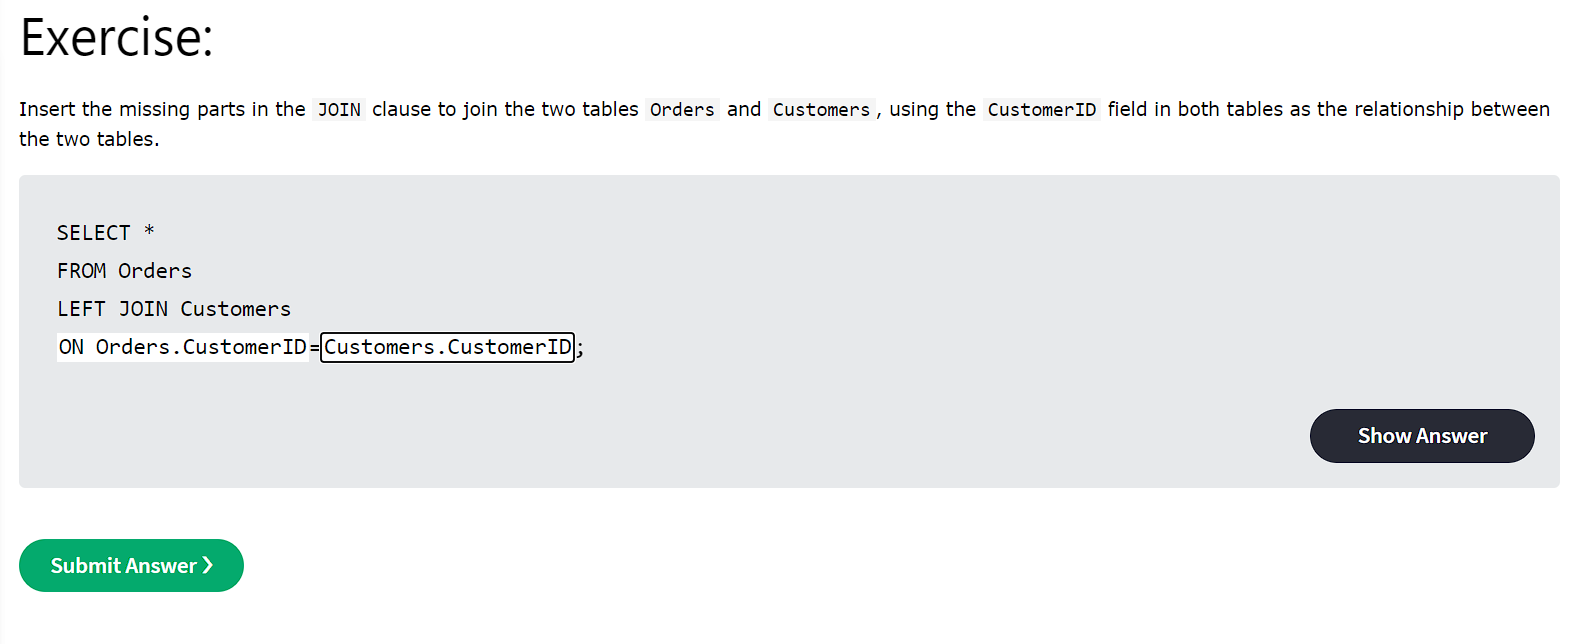 Exercise:
Insert the missing parts in the JOIN clause to join the two tables Orders and Customers, using the CustomerID field in both tables as the relationship between
the two tables.
SELECT *
FROM Orders
LEFT JOIN Customers
ON Orders.CustomerID=Customers.CustomerID;
Show Answer
Submit Answer ❯